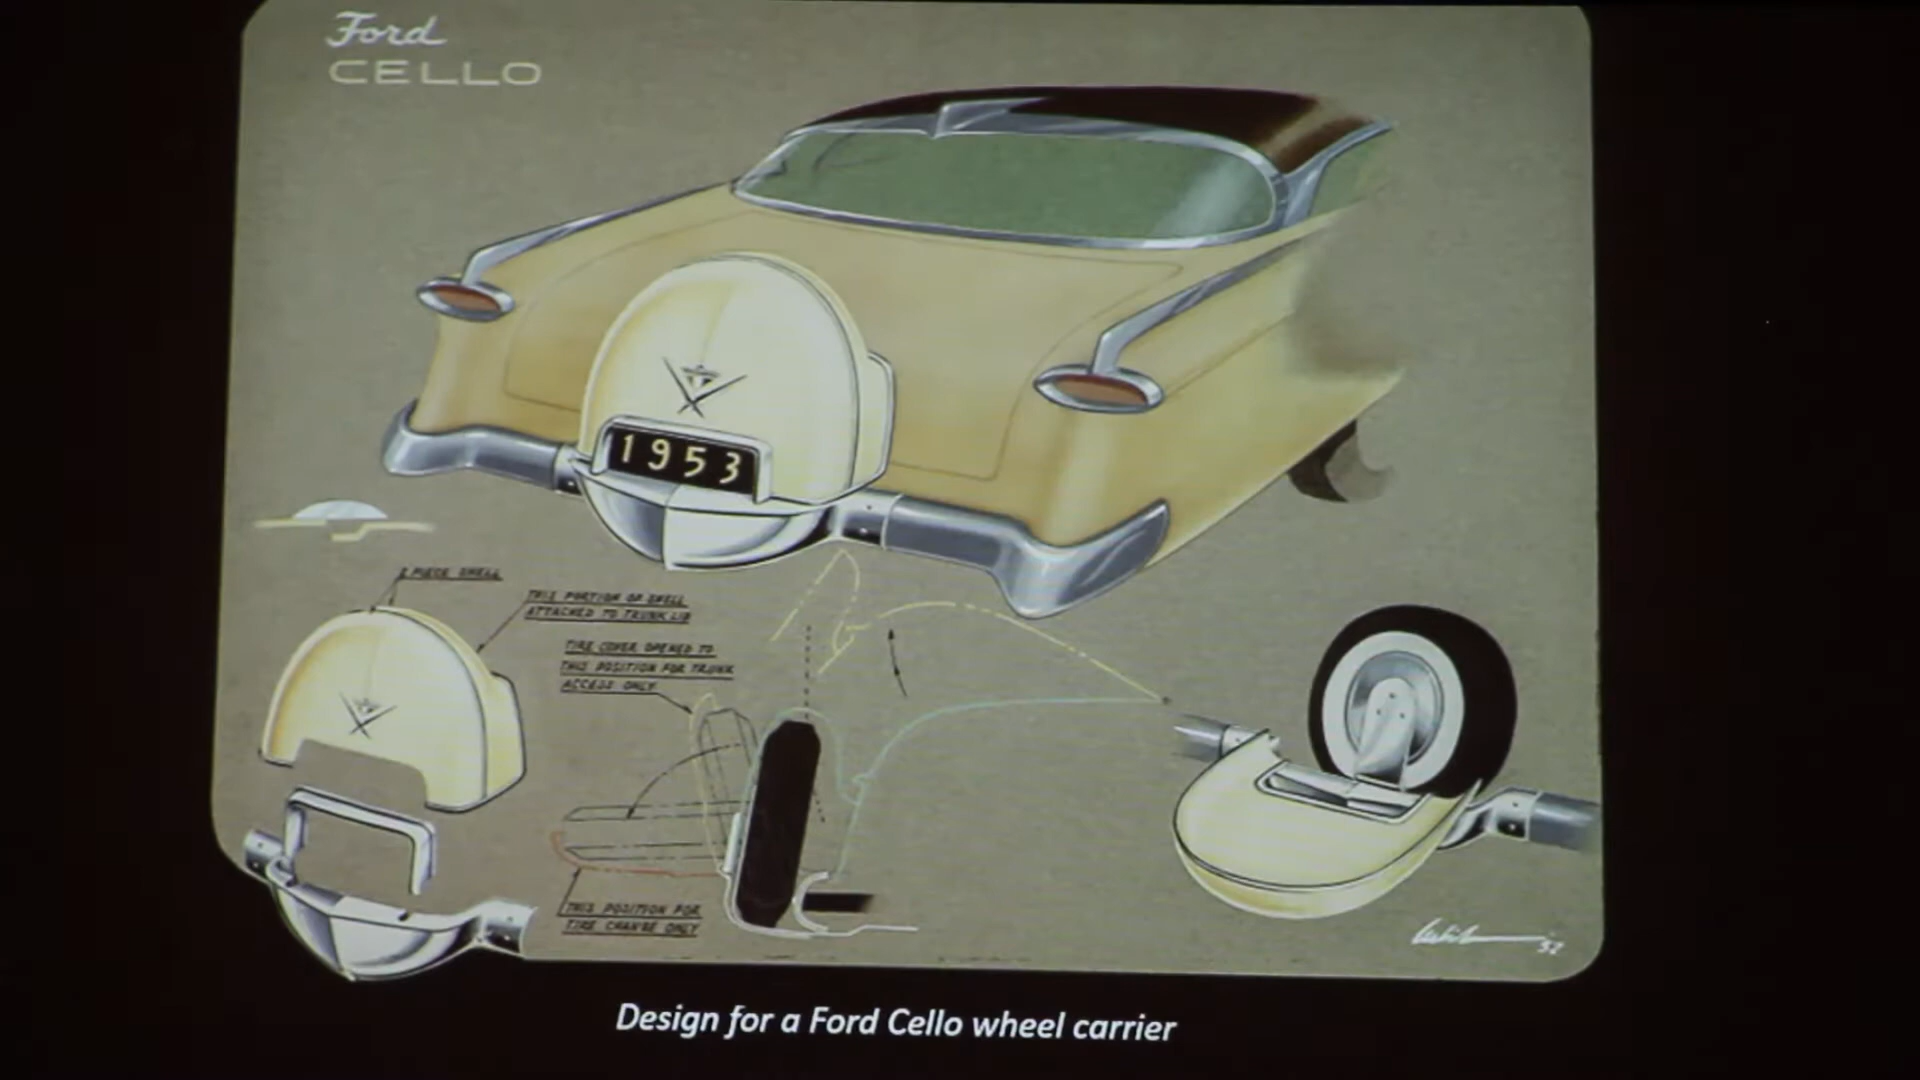 Ford
CELLO
1953
2 PIECE SHELL
THIS PORTION OF SHELL
ATTACHED TO TRUNK LID
TIRE COVER OPENED TO
THIS POSITION FOR TRUNK
ACCESS ONLY
THIS POSITION FOR
TIRE CHANGE ONLY
'52
Design for a Ford Cello wheel carrier